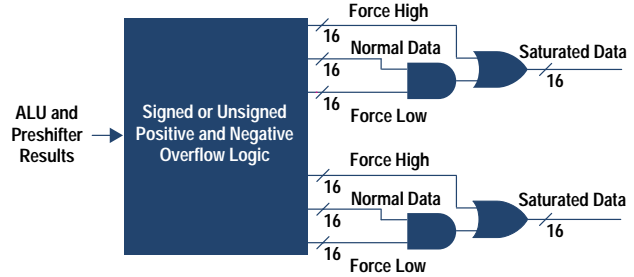 Force High
16
Normal Data
16
16
Force Low
Saturated Data
16
ALU and
Preshifter
Results
Signed or Unsigned
Positive and Negative
Overflow Logic
Force High
16
Normal Data
16
16
Force Low
Saturated Data
16